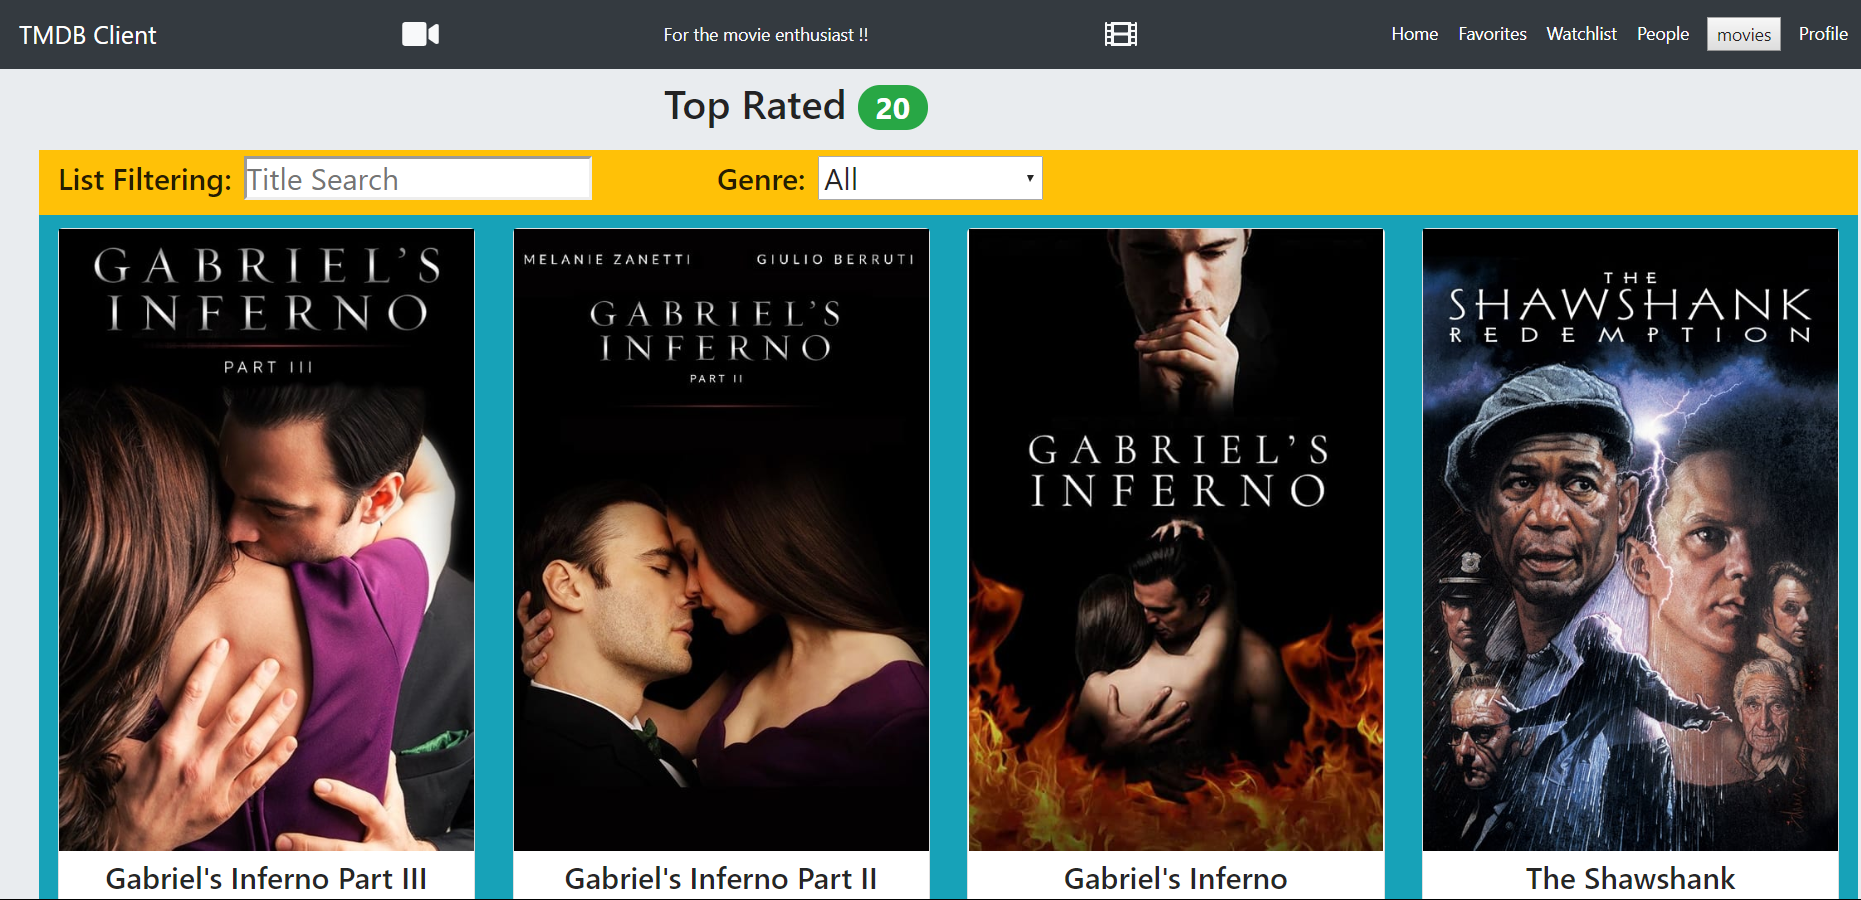 TMDB Client
For the movie enthusiast !!
Home Favorites Watchlist People movies Profile
Top Rated 20
List Filtering: Title Search Genre: All
GABRIEL'S
INFERNO
PART III
MELANIE ZANETTI GIULIO BERRUTI
GABRIEL'S
INFERNO
PART II
GABRIEL'S
INFERNO
THE
SHAWSHANK
REDEMPTION
Gabriel's Inferno Part III
Gabriel's Inferno Part II
Gabriel's Inferno
The Shawshank